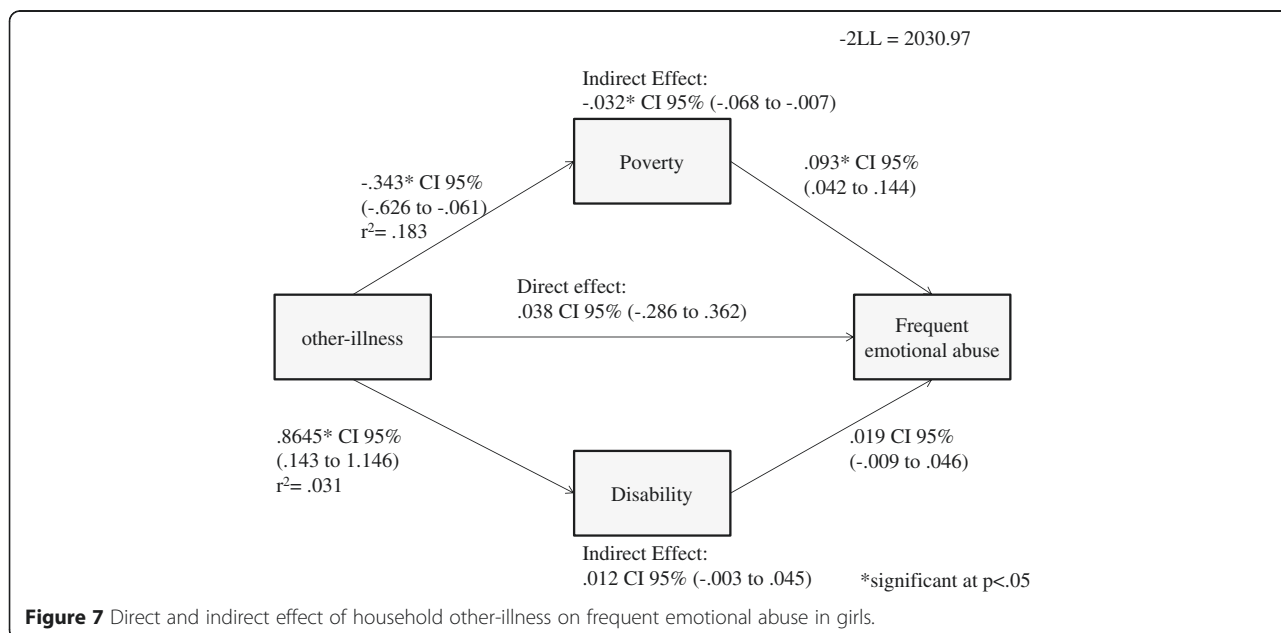 -2LL = 2030.97
Indirect Effect:
-.032* CI 95% (-.068 to -.007)
Poverty
-.343* CI 95%
(-.626 to -.061)
r²= .183
.093* CI 95%
(.042 to .144)
Direct effect:
.038 CI 95% (-.286 to .362)
other-illness
Frequent
emotional abuse
.8645* CI 95%
(.143 to 1.146)
r²= .031
.019 CI 95%
(-.009 to .046)
Disability
Indirect Effect:
.012 CI 95% (-.003 to .045)
*significant at p<.05
Figure 7 Direct and indirect effect of household other-illness on frequent emotional abuse in girls.